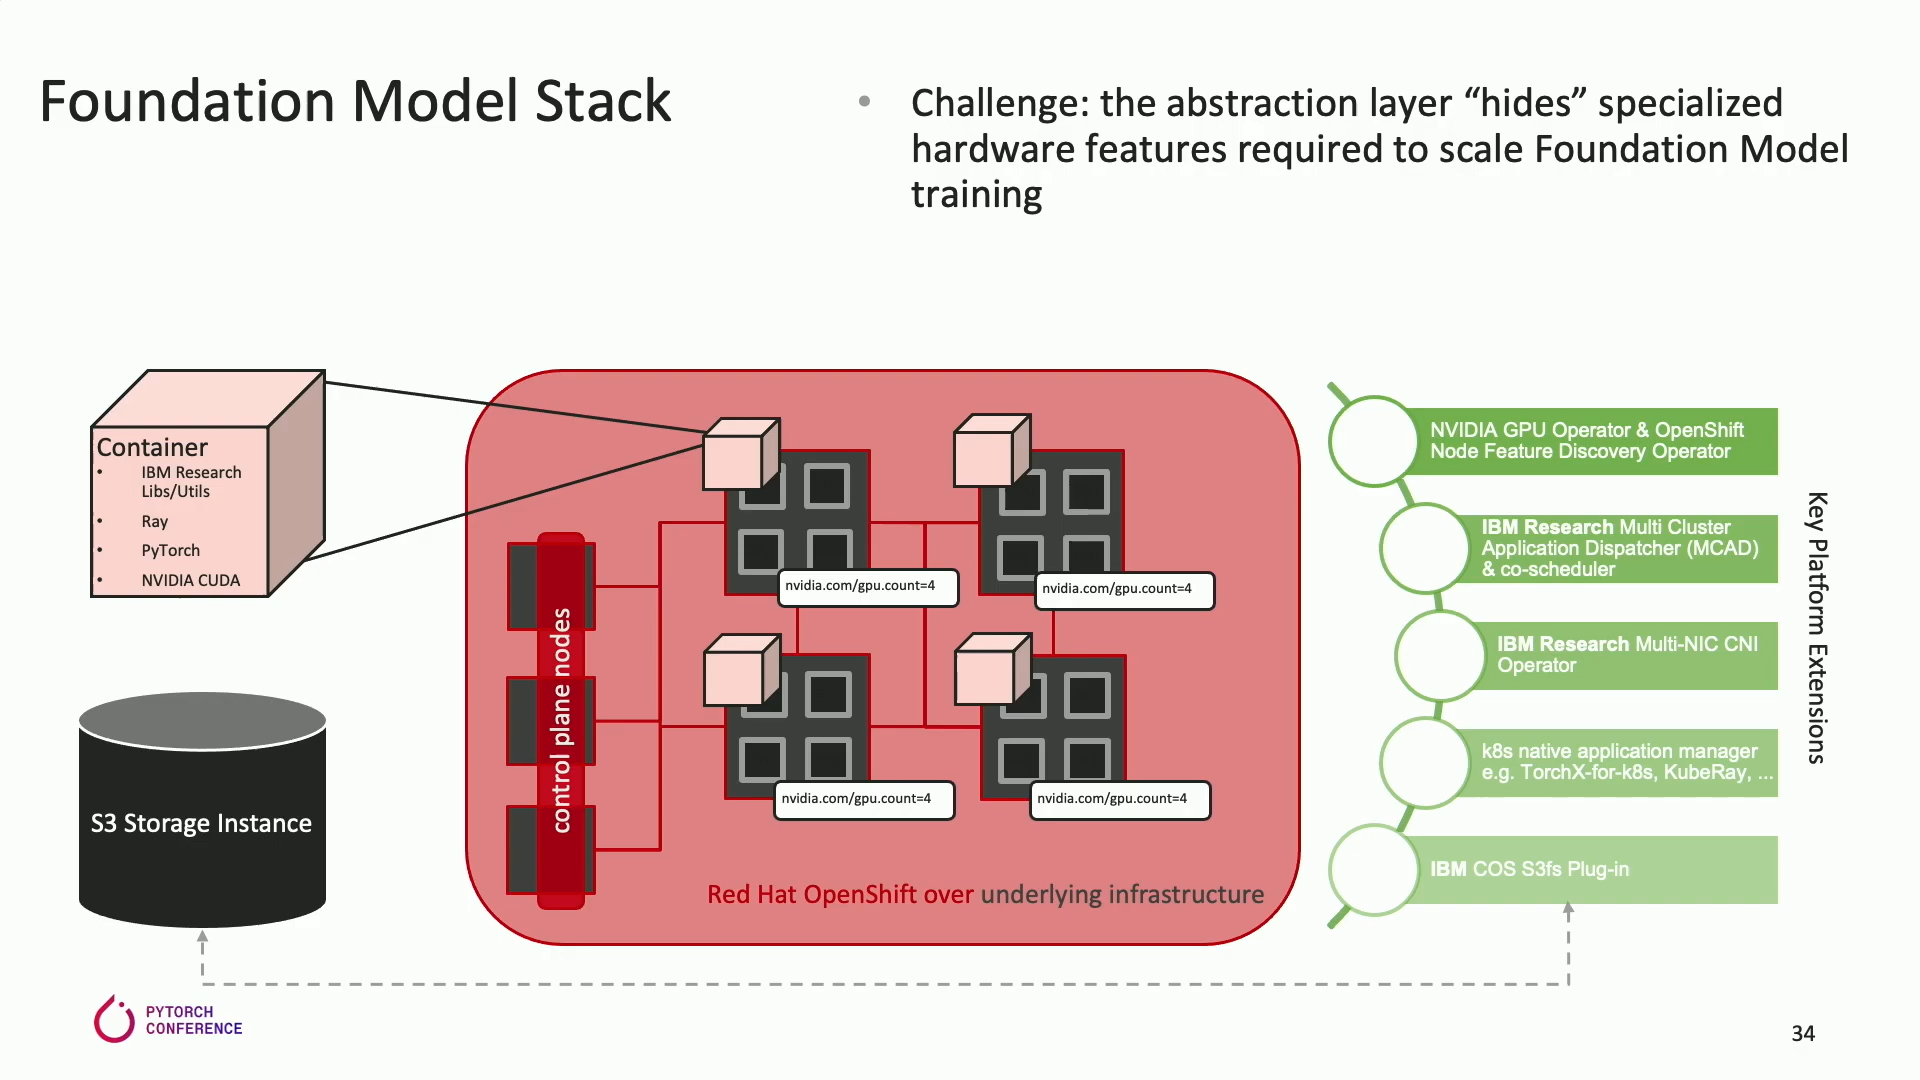 Foundation Model Stack
• Challenge: the abstraction layer “hides” specialized
hardware features required to scale Foundation Model
training
Container
• IBM Research
Libs/Utils
• Ray
• PyTorch
• NVIDIA CUDA
S3 Storage Instance
control plane nodes
nvidia.com/gpu.count=4
nvidia.com/gpu.count=4
nvidia.com/gpu.count=4
nvidia.com/gpu.count=4
Red Hat OpenShift over underlying infrastructure
NVIDIA GPU Operator & OpenShift
Node Feature Discovery Operator
IBM Research Multi Cluster
Application Dispatcher (MCAD)
& co-scheduler
IBM Research Multi-NIC CNI
Operator
k8s native application manager
e.g. TorchX-for-k8s, KubeRay, ...
IBM COS S3fs Plug-in
Key Platform Extensions
PYTORCH
CONFERENCE
34